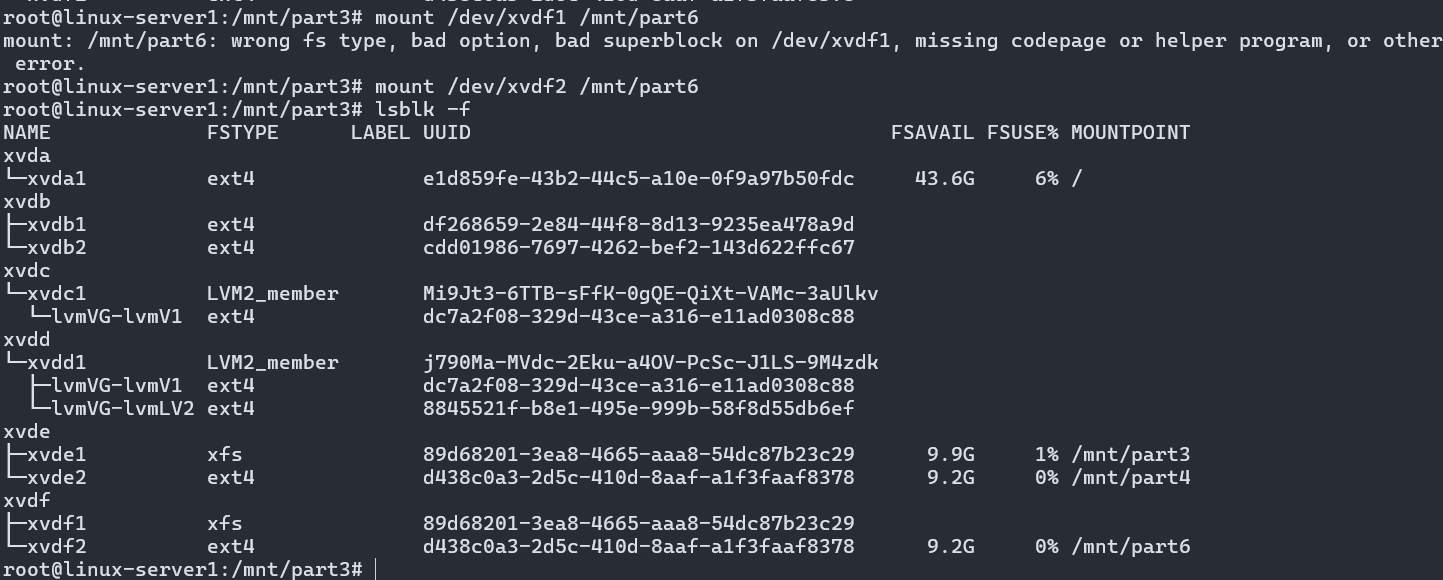 root@linux-server1:/mnt/part3# mount /dev/xvdf1 /mnt/part6
mount: /mnt/part6: wrong fs type, bad option, bad superblock on /dev/xvdf1, missing codepage or helper program, or other
 error.
root@linux-server1:/mnt/part3# mount /dev/xvdf2 /mnt/part6
root@linux-server1:/mnt/part3# lsblk -f
NAME             FSTYPE      LABEL UUID                                   FSAVAIL FSUSE% MOUNTPOINT
xvda
└─xvda1          ext4              e1d859fe-43b2-44c5-a10e-0f9a97b50fdc     43.6G     6% /
xvdb
├─xvdb1          ext4              df268659-2e84-44f8-8d13-9235ea478a9d
└─xvdb2          ext4              cdd01986-7697-4262-bef2-143d622ffc67
xvdc
└─xvdc1          LVM2_member       Mi9Jt3-6TTB-sFfK-0gQE-QiXt-VAMc-3aUlkv
  └─lvmVG-lvmV1  ext4              dc7a2f08-329d-43ce-a316-e11ad0308c88
xvdd
└─xvdd1          LVM2_member       j790Ma-MVdc-2Eku-a4OV-PcSc-J1LS-9M4zdk
  ├─lvmVG-lvmV1  ext4              dc7a2f08-329d-43ce-a316-e11ad0308c88
  └─lvmVG-lvmLV2 ext4              8845521f-b8e1-495e-999b-58f8d55db6ef
xvde
├─xvde1          xfs               89d68201-3ea8-4665-aaa8-54dc87b23c29      9.9G     1% /mnt/part3
└─xvde2          ext4              d438c0a3-2d5c-410d-8aaf-a1f3faaf8378      9.2G     0% /mnt/part4
xvdf
├─xvdf1          xfs               89d68201-3ea8-4665-aaa8-54dc87b23c29
└─xvdf2          ext4              d438c0a3-2d5c-410d-8aaf-a1f3faaf8378      9.2G     0% /mnt/part6
root@linux-server1:/mnt/part3#